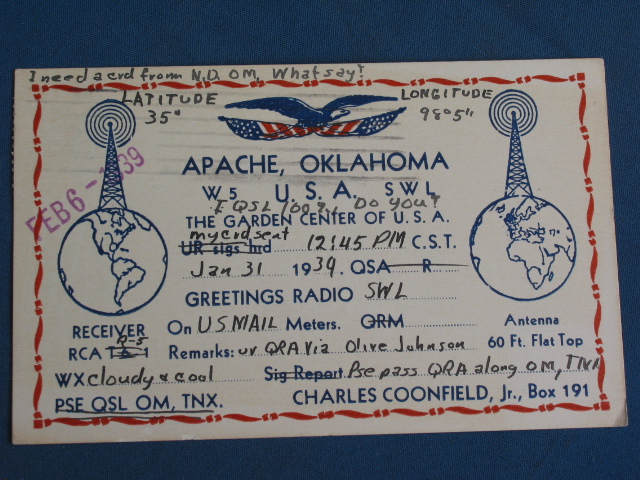 I need a crd from N.D. OM, What say?
LATITUDE 35°
LONGITUDE 98°5"
FEB 6 - 1939
APACHE, OKLAHOMA
W5 U. S. A. SWL
I QSL 100%, Do you?
THE GARDEN CENTER OF U. S. A.
my crd sent
UR sigs hrd 12:45 PM C.S.T.
Jan 31 1939. QSA R
GREETINGS RADIO SWL
RECEIVER On US MAIL Meters. QRM Antenna
R-5
RCA T Remarks: ur QRA via Olive Johnson 60 Ft. Flat Top
WX cloudy & cool Sig Report Pse pass QRA along OM, TNX
PSE QSL OM, TNX. CHARLES COONFIELD, Jr., Box 191